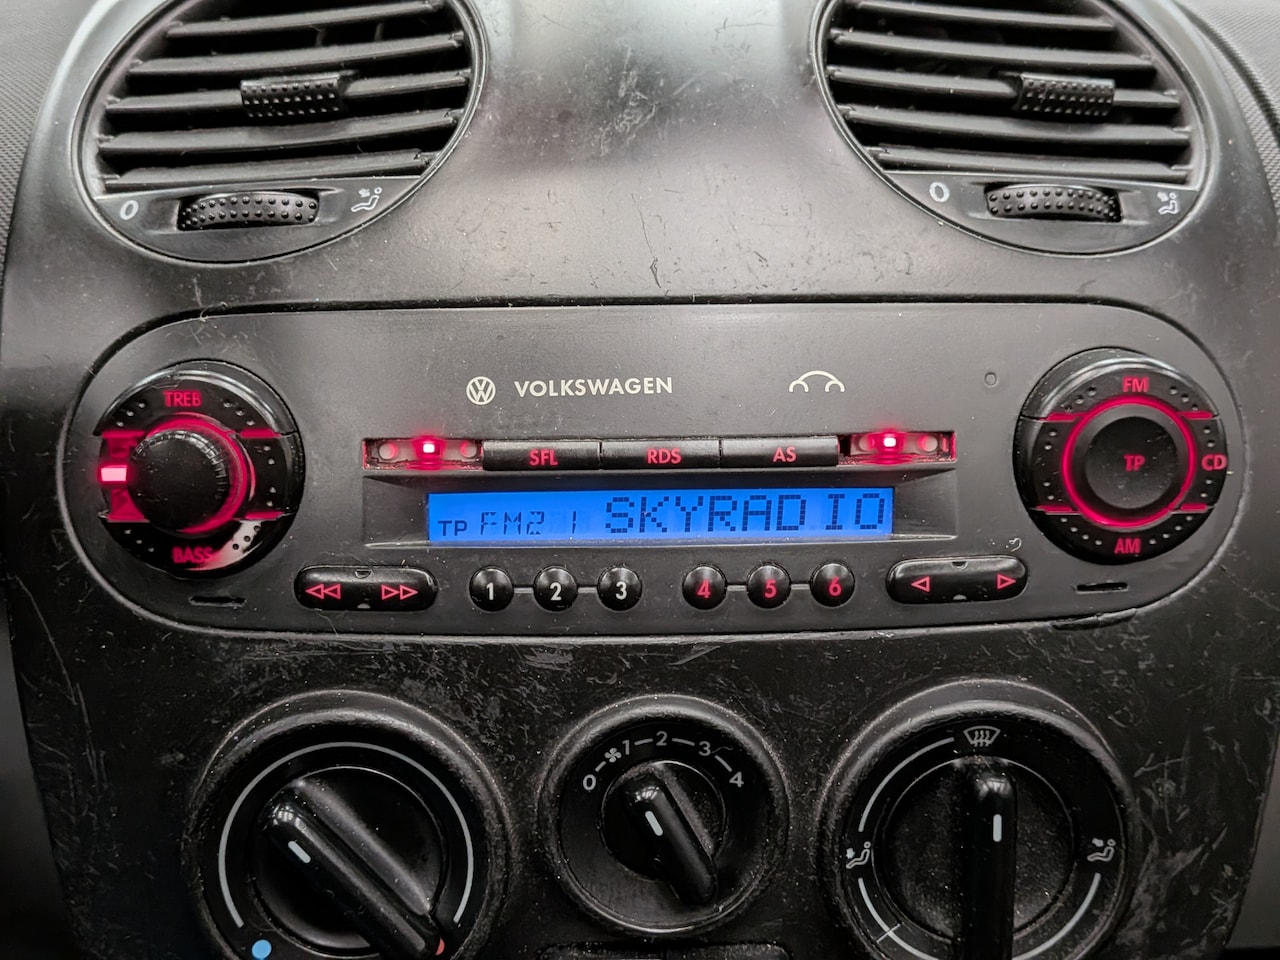 0
0
VOLKSWAGEN
TREB
FM
SFL RDS AS
TP
CD
TP FM2 1 SKYRADIO
BASS
AM
1 2 3 4 5 6
0 1 2 3 4